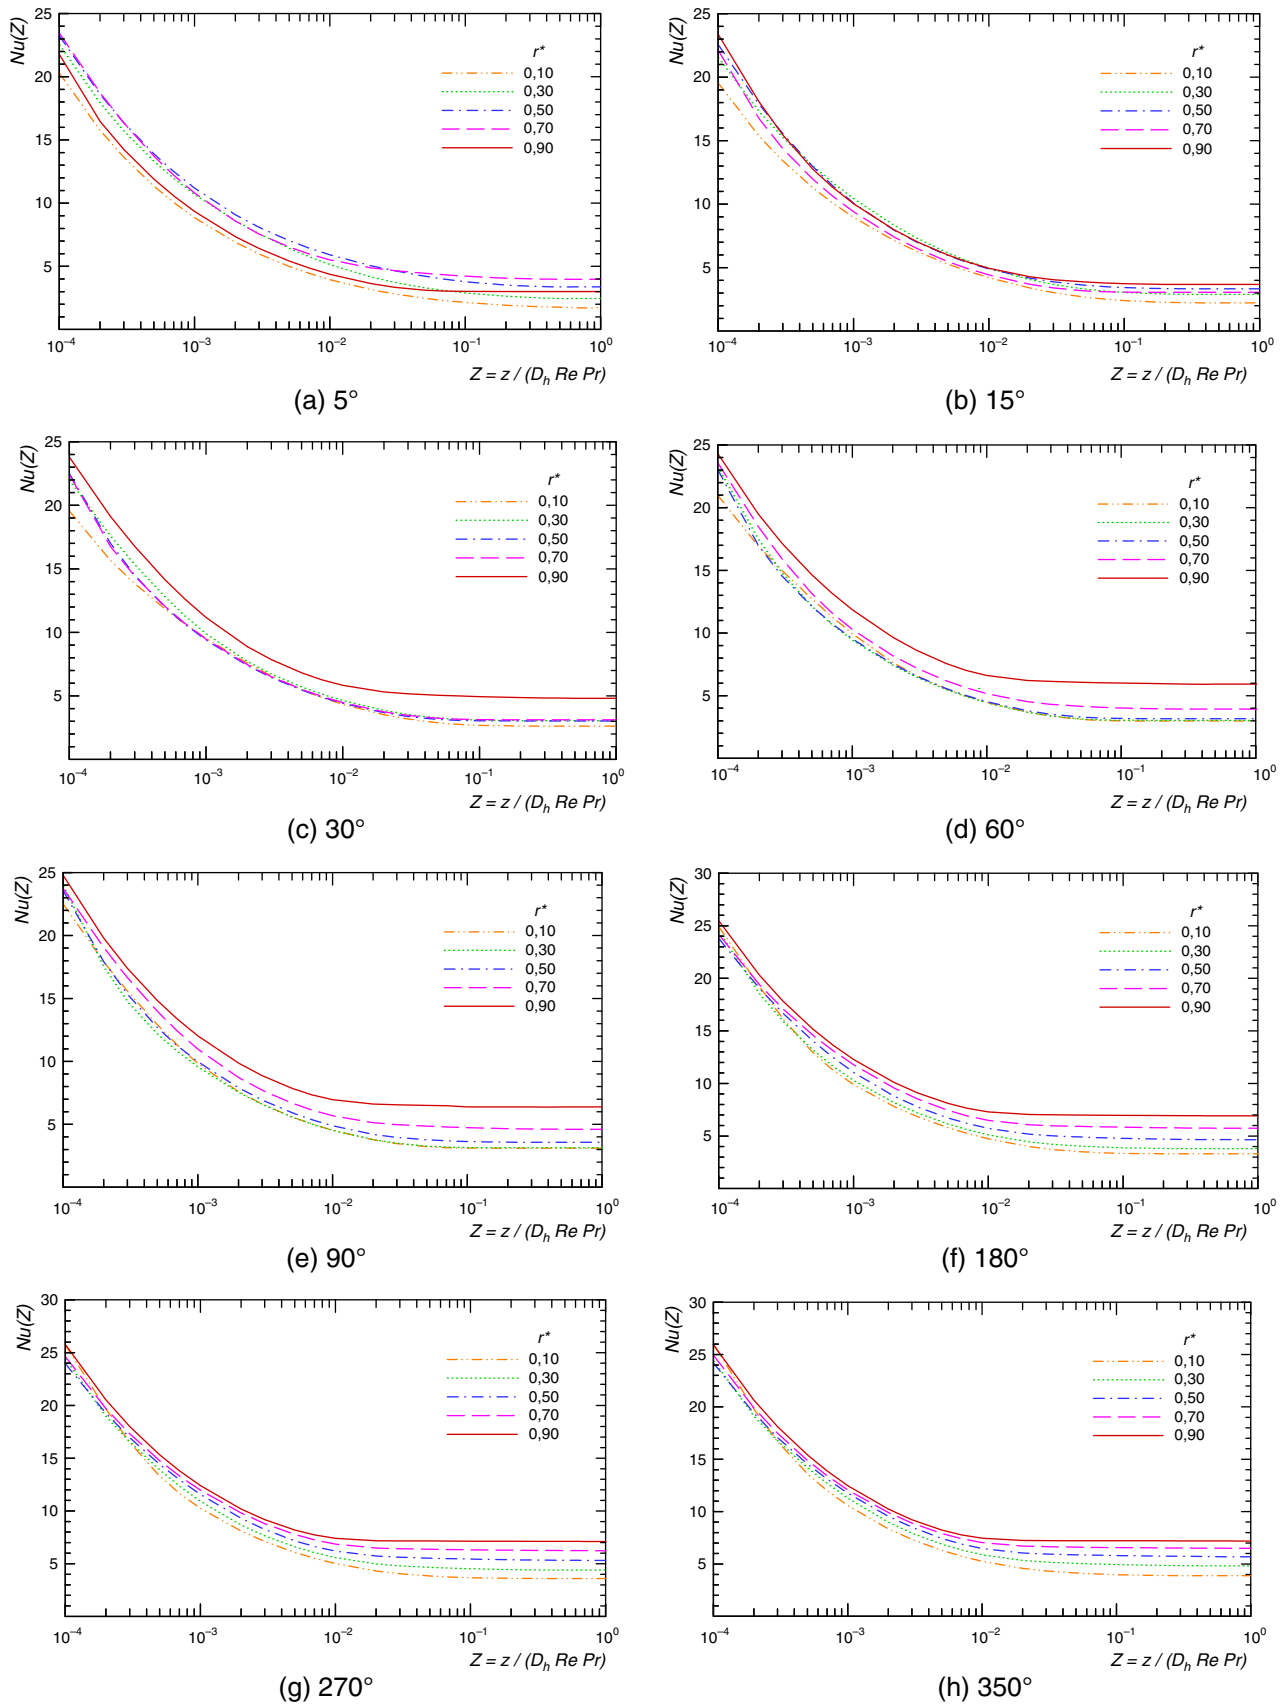 Nu(Z)
25
20
15
10
5
r*
0,10
0,30
0,50
0,70
0,90
10⁻⁴ 10⁻³ 10⁻² 10⁻¹ 10⁰
Z = z / (Dₕ Re Pr)
(a) 5°
Nu(Z)
25
20
15
10
5
r*
0,10
0,30
0,50
0,70
0,90
10⁻⁴ 10⁻³ 10⁻² 10⁻¹ 10⁰
Z = z / (Dₕ Re Pr)
(b) 15°
Nu(Z)
25
20
15
10
5
r*
0,10
0,30
0,50
0,70
0,90
10⁻⁴ 10⁻³ 10⁻² 10⁻¹ 10⁰
Z = z / (Dₕ Re Pr)
(c) 30°
Nu(Z)
25
20
15
10
5
r*
0,10
0,30
0,50
0,70
0,90
10⁻⁴ 10⁻³ 10⁻² 10⁻¹ 10⁰
Z = z / (Dₕ Re Pr)
(d) 60°
Nu(Z)
25
20
15
10
5
r*
0,10
0,30
0,50
0,70
0,90
10⁻⁴ 10⁻³ 10⁻² 10⁻¹ 10⁰
Z = z / (Dₕ Re Pr)
(e) 90°
Nu(Z)
30
25
20
15
10
5
r*
0,10
0,30
0,50
0,70
0,90
10⁻⁴ 10⁻³ 10⁻² 10⁻¹ 10⁰
Z = z / (Dₕ Re Pr)
(f) 180°
Nu(Z)
30
25
20
15
10
5
r*
0,10
0,30
0,50
0,70
0,90
10⁻⁴ 10⁻³ 10⁻² 10⁻¹ 10⁰
Z = z / (Dₕ Re Pr)
(g) 270°
Nu(Z)
30
25
20
15
10
5
r*
0,10
0,30
0,50
0,70
0,90
10⁻⁴ 10⁻³ 10⁻² 10⁻¹ 10⁰
Z = z / (Dₕ Re Pr)
(h) 350°